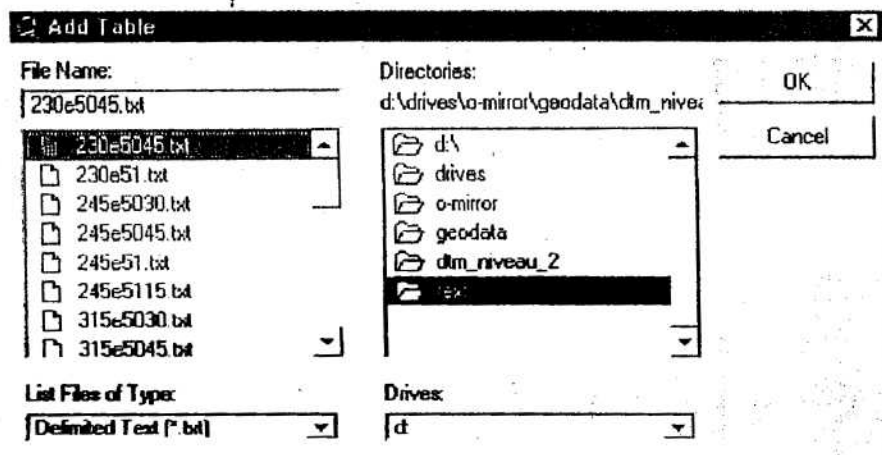 Add Table
File Name:
230e5045.txt
230e5045.txt
230e51.txt
245e5030.txt
245e5045.txt
245e51.txt
245e5115.txt
315e5030.txt
315e5045.txt
List Files of Type:
Delimited Text (*.txt)
Directories:
d:\drives\o-mirror\geodata\dtm_nivea
d:\
drives
o-mirror
geodata
dtm_niveau_2
Drives:
d:
OK
Cancel